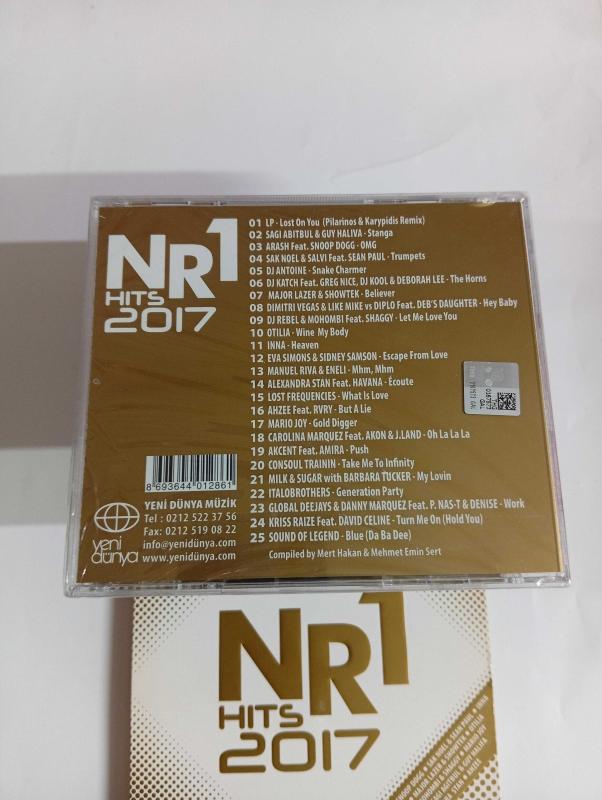 NR1
HITS
2017
01 LP - Lost On You (Pilarinos & Karypidis Remix)
02 SAGI ABITBUL & GUY HALIVA - Stanga
03 ARASH Feat. SNOOP DOGG - OMG
04 SAK NOEL & SALVI Feat. SEAN PAUL - Trumpets
05 DJ ANTOINE - Snake Charmer
06 DJ KATCH Feat. GREG NICE, DJ KOOL & DEBORAH LEE - The Horns
07 MAJOR LAZER & SHOWTEK - Believer
08 DIMITRI VEGAS & LIKE MIKE vs DIPLO Feat. DEB'S DAUGHTER - Hey Baby
09 DJ REBEL & MOHOMBI Feat. SHAGGY - Let Me Love You
10 OTILIA - Wine My Body
11 INNA - Heaven
12 EVA SIMONS & SIDNEY SAMSON - Escape From Love
13 MANUEL RIVA & ENELI - Mhm, Mhm
14 ALEXANDRA STAN Feat. HAVANA - Écoute
15 LOST FREQUENCIES - What Is Love
16 AHZEE Feat. RVRY - But A Lie
17 MARIO JOY - Gold Digger
18 CAROLINA MARQUEZ Feat. AKON & J.LAND - Oh La La La
19 AKCENT Feat. AMIRA - Push
20 CONSOUL TRAININ - Take Me To Infinity
21 MILK & SUGAR with BARBARA TUCKER - My Lovin
22 ITALOBROTHERS - Generation Party
23 GLOBAL DEEJAYS & DANNY MARQUEZ Feat. P. NAS-T & DENISE - Work
24 KRISS RAIZE Feat. DAVID CELINE - Turn Me On (Hold You)
25 SOUND OF LEGEND - Blue (Da Ba Dee)
Compiled by Mert Hakan & Mehmet Emin Sert
8 693644 012861
yeni
dünya
YENİ DÜNYA MÜZİK
Tel : 0212 522 37 56
Fax: 0212 519 08 22
info@yenidünya.com
www.yenidünya.com
NR1
HITS
2017